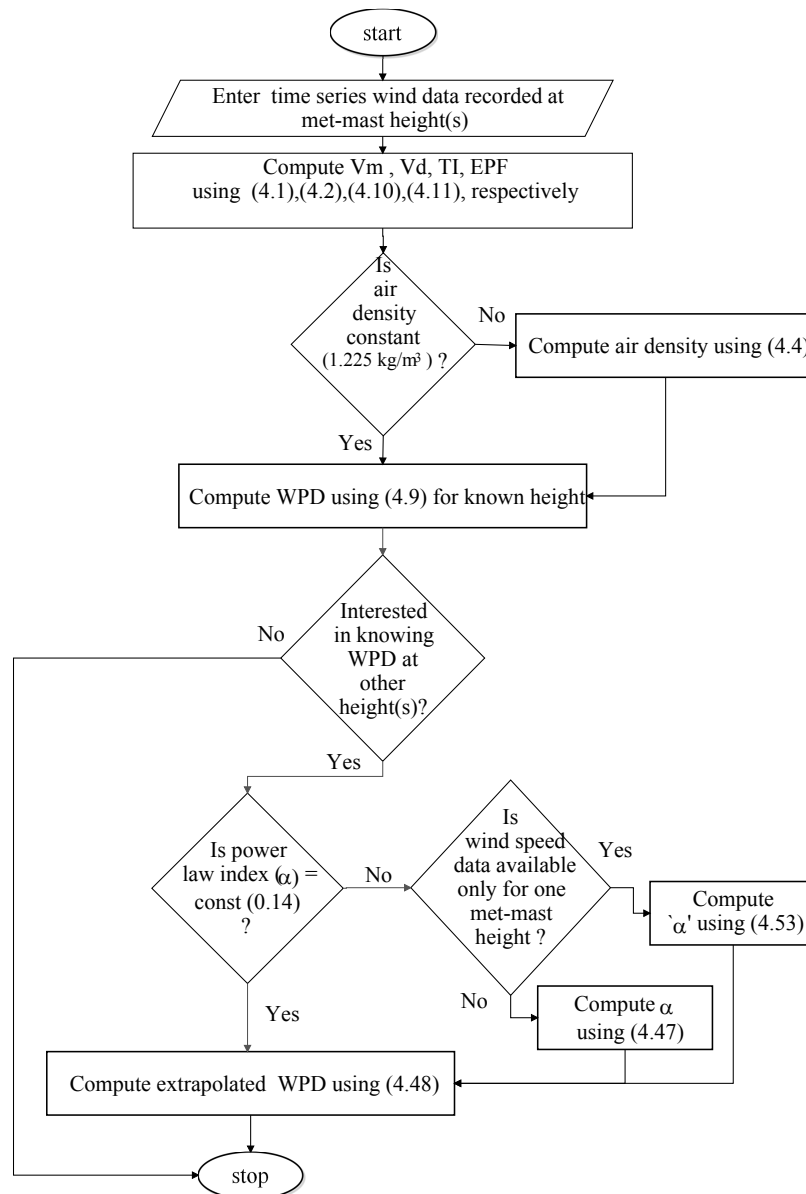 start
Enter time series wind data recorded at
met-mast height(s)
Compute Vm , Vd, TI, EPF
using (4.1),(4.2),(4.10),(4.11), respectively
Is
air
density
constant
(1.225 kg/m³ ) ?
No
Compute air density using (4.4)
Yes
Compute WPD using (4.9) for known height
Interested
in knowing
WPD at
other
height(s)?
No
Yes
Is power
law index (α) =
const (0.14)
?
No
Is
wind speed
data available
only for one
met-mast
height ?
Yes
Compute
`α' using (4.53)
No
Compute α
using (4.47)
Yes
Compute extrapolated WPD using (4.48)
stop